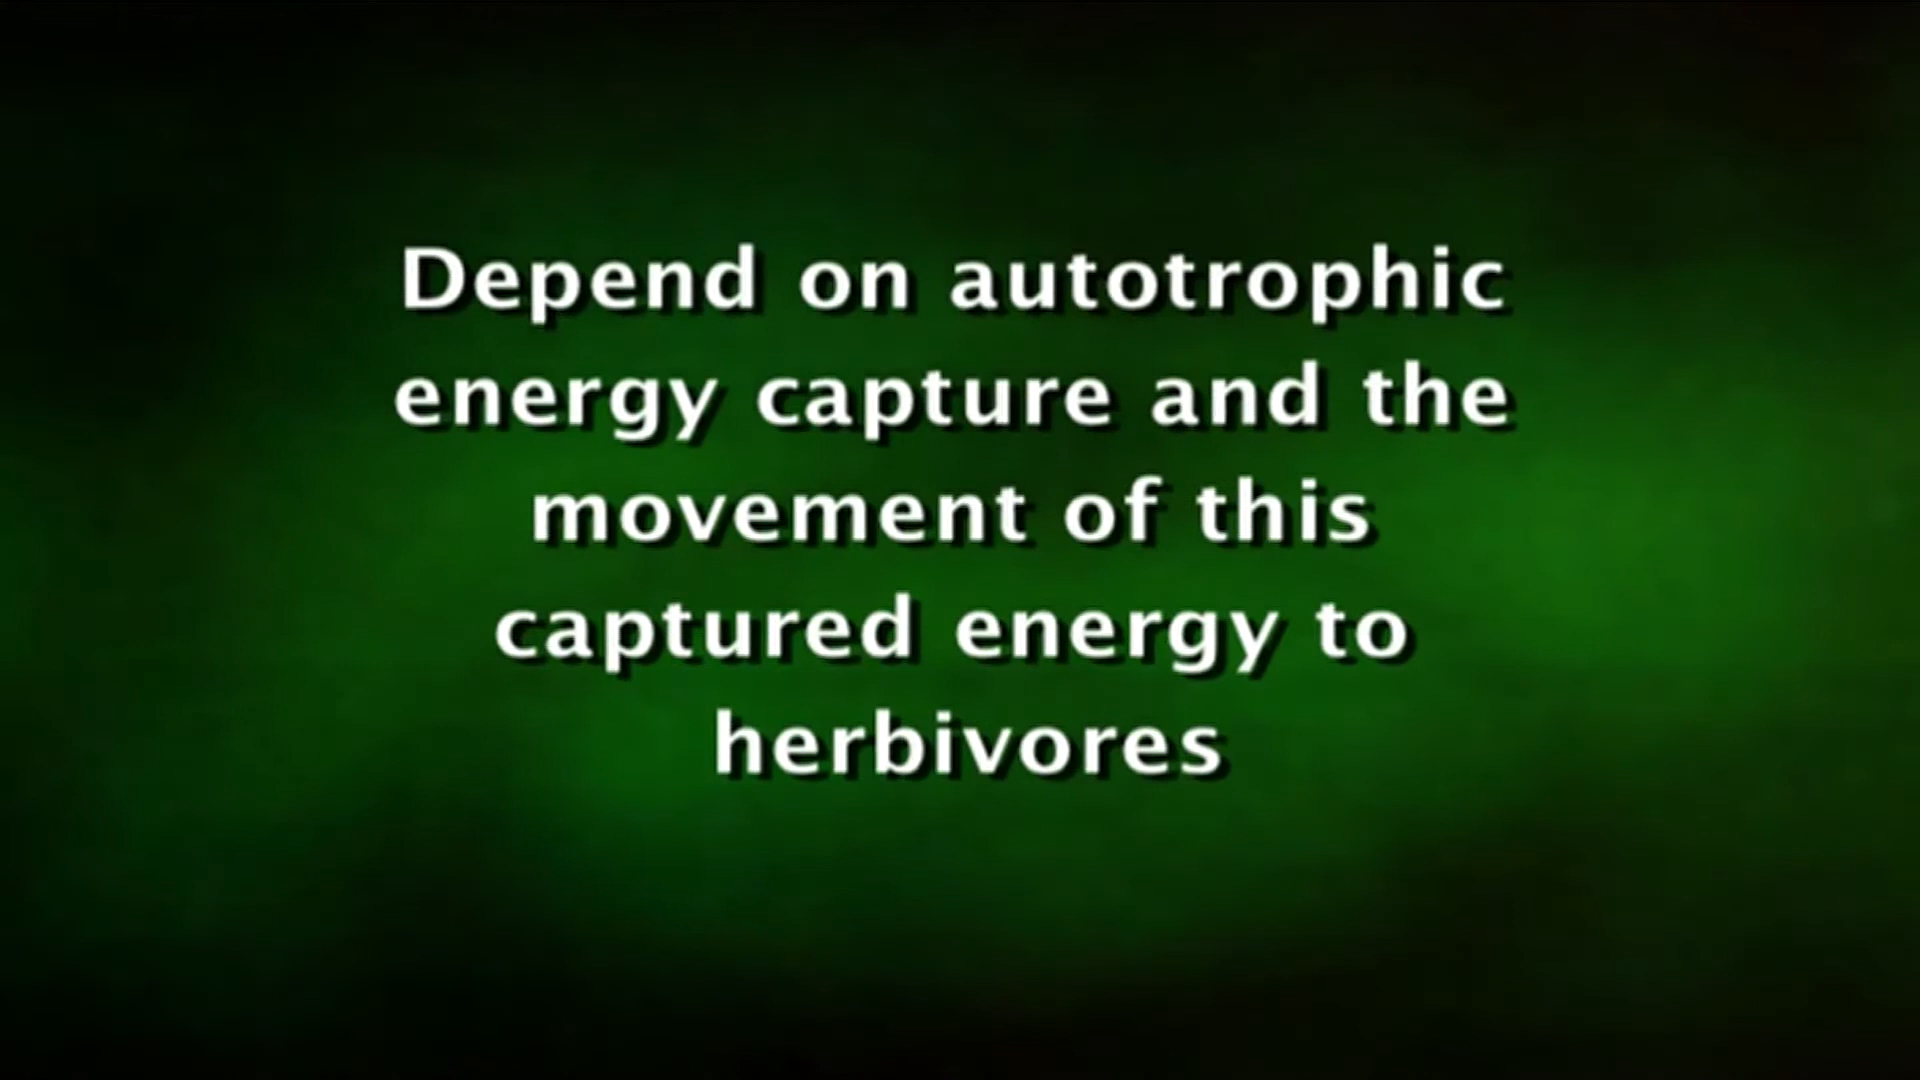 Depend on autotrophic
energy capture and the
movement of this
captured energy to
herbivores